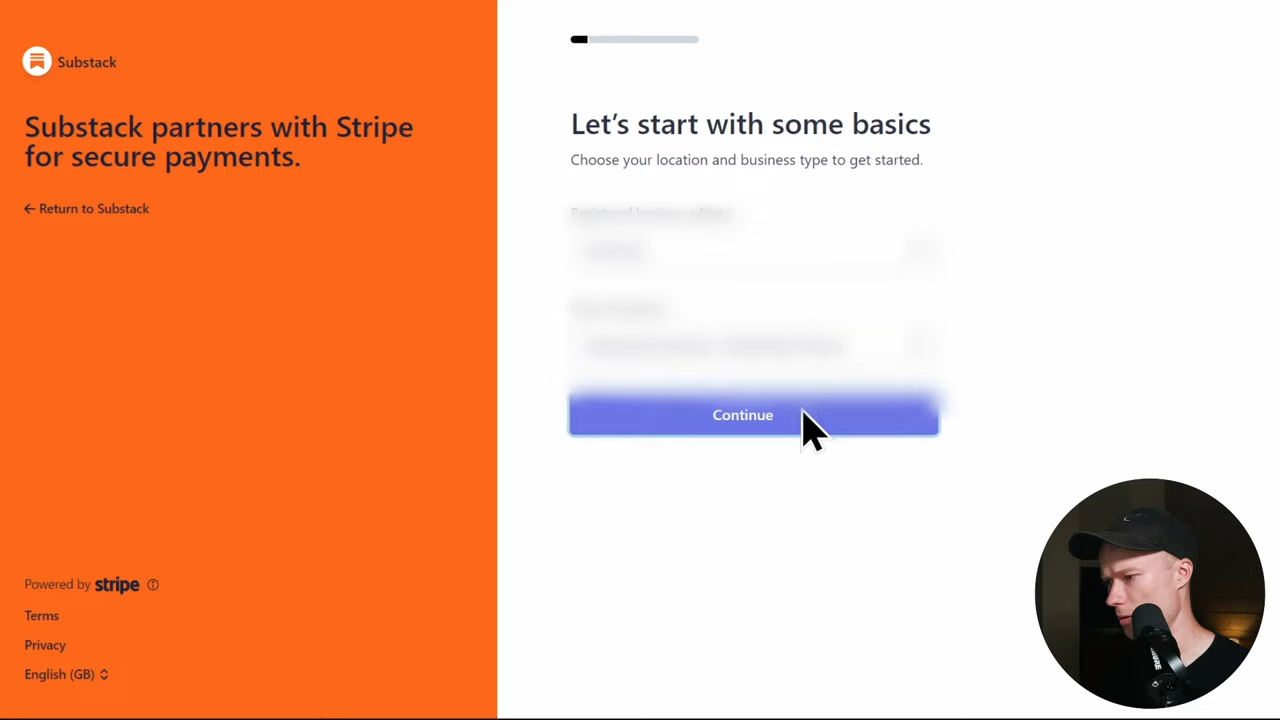 Substack
Substack partners with Stripe
for secure payments.
← Return to Substack
Powered by stripe
Terms
Privacy
English (GB)
Let's start with some basics
Choose your location and business type to get started.
Continue